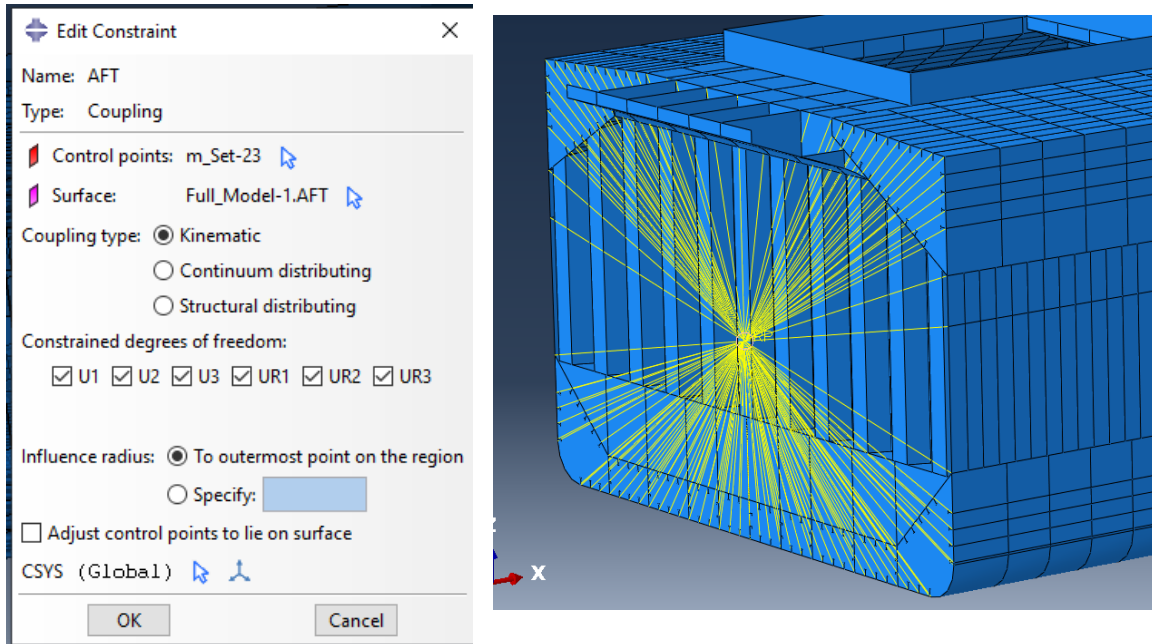 Edit Constraint
Name: AFT
Type: Coupling
Control points: m_Set-23
Surface: Full_Model-1.AFT
Coupling type: Kinematic
Continuum distributing
Structural distributing
Constrained degrees of freedom:
U1 U2 U3 UR1 UR2 UR3
Influence radius: To outermost point on the region
Specify:
Adjust control points to lie on surface
CSYS (Global)
OK Cancel
X